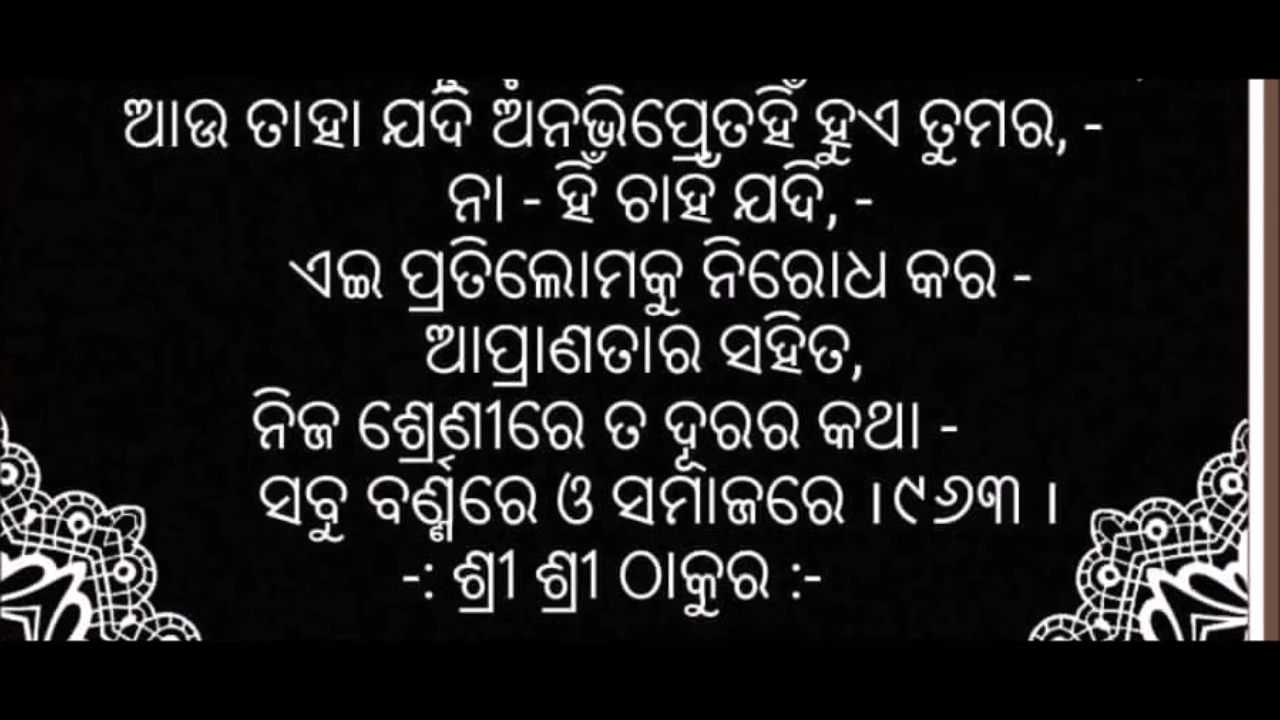 ଆଉ ତାହା ଯଦି ଅନଭିପ୍ରେତହିଁ ହୁଏ ତୁମର, -
ନା - ହିଁ ଚାହଁ ଯଦି, -
ଏଇ ପ୍ରତିଲୋମକୁ ନିରୋଧ କର -
ଆପ୍ରାଣତାର ସହିତ,
ନିଜ ଶ୍ରେଣୀରେ ତ ଦୂରର କଥା -
ସବୁ ବର୍ଣ୍ଣରେ ଓ ସମାଜରେ ।୯୬୩ ।
-: ଶ୍ରୀ ଶ୍ରୀ ଠାକୁର :-